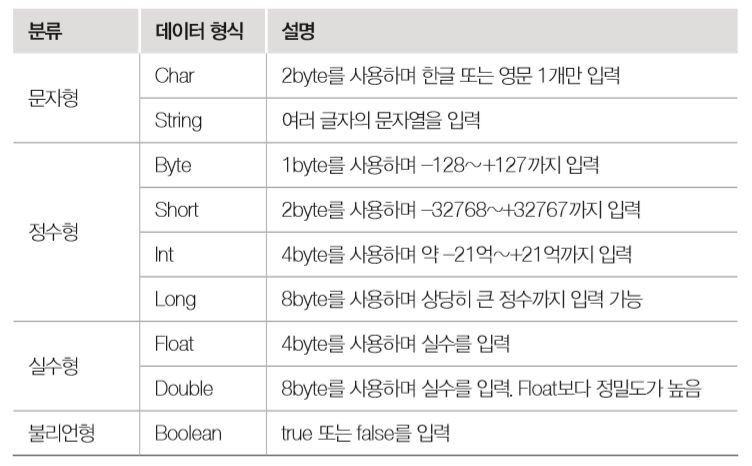 분류 데이터 형식 설명
문자형 Char 2byte를 사용하며 한글 또는 영문 1개만 입력
String 여러 글자의 문자열을 입력
정수형 Byte 1byte를 사용하며 –128~+127까지 입력
Short 2byte를 사용하며 –32768~+32767까지 입력
Int 4byte를 사용하며 약 –21억~+21억까지 입력
Long 8byte를 사용하며 상당히 큰 정수까지 입력 가능
실수형 Float 4byte를 사용하며 실수를 입력
Double 8byte를 사용하며 실수를 입력. Float보다 정밀도가 높음
불리언형 Boolean true 또는 false를 입력